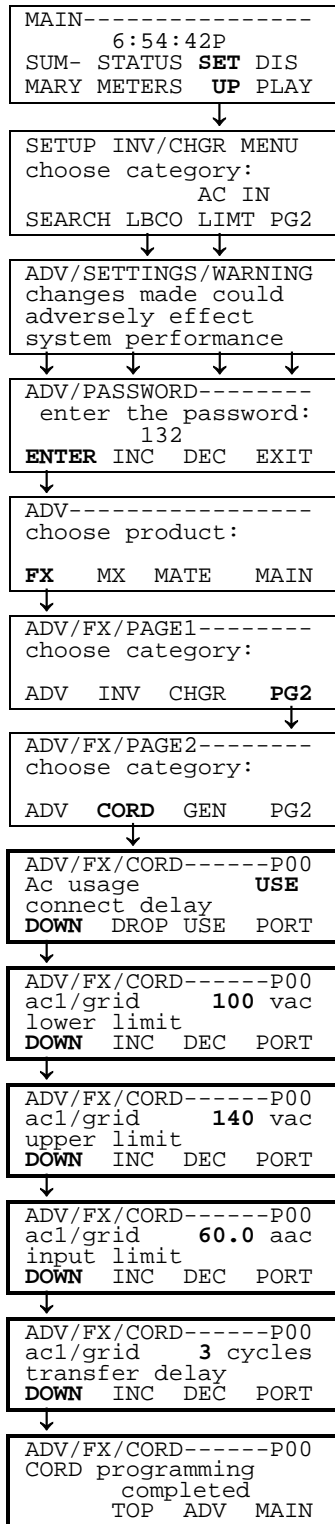 MAIN----------------
6:54:42P
SUM- STATUS SET DIS
MARY METERS UP PLAY
SETUP INV/CHGR MENU
choose category:
AC IN
SEARCH LBCO LIMT PG2
ADV/SETTINGS/WARNING
changes made could
adversely effect
system performance
ADV/PASSWORD--------
enter the password:
132
ENTER INC DEC EXIT
ADV-----------------
choose product:
FX MX MATE MAIN
ADV/FX/PAGE1--------
choose category:
ADV INV CHGR PG2
ADV/FX/PAGE2--------
choose category:
ADV CORD GEN PG2
ADV/FX/CORD------P00
Ac usage USE
connect delay
DOWN DROP USE PORT
ADV/FX/CORD------P00
ac1/grid 100 vac
lower limit
DOWN INC DEC PORT
ADV/FX/CORD------P00
ac1/grid 140 vac
upper limit
DOWN INC DEC PORT
ADV/FX/CORD------P00
ac1/grid 60.0 aac
input limit
DOWN INC DEC PORT
ADV/FX/CORD------P00
ac1/grid 3 cycles
transfer delay
DOWN INC DEC PORT
ADV/FX/CORD------P00
CORD programming
completed
TOP ADV MAIN